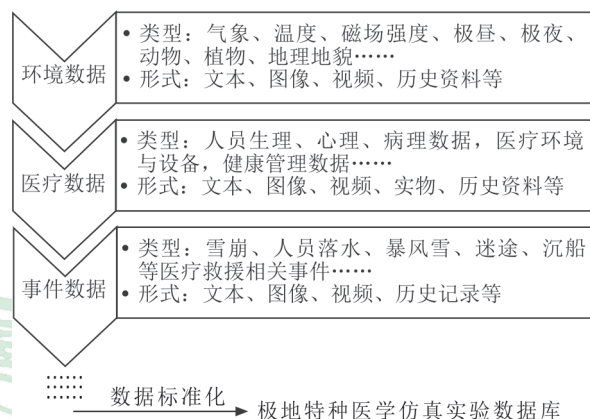 环境数据
• 类型：气象、温度、磁场强度、极昼、极夜、
动物、植物、地理地貌……
• 形式：文本、图像、视频、历史资料等
医疗数据
• 类型：人员生理、心理、病理数据，医疗环境
与设备，健康管理数据……
• 形式：文本、图像、视频、实物、历史资料等
事件数据
• 类型：雪崩、人员落水、暴风雪、迷途、沉船
等医疗救援相关事件……
• 形式：文本、图像、视频、历史记录等
……
……
……
数据标准化
极地特种医学仿真实验数据库